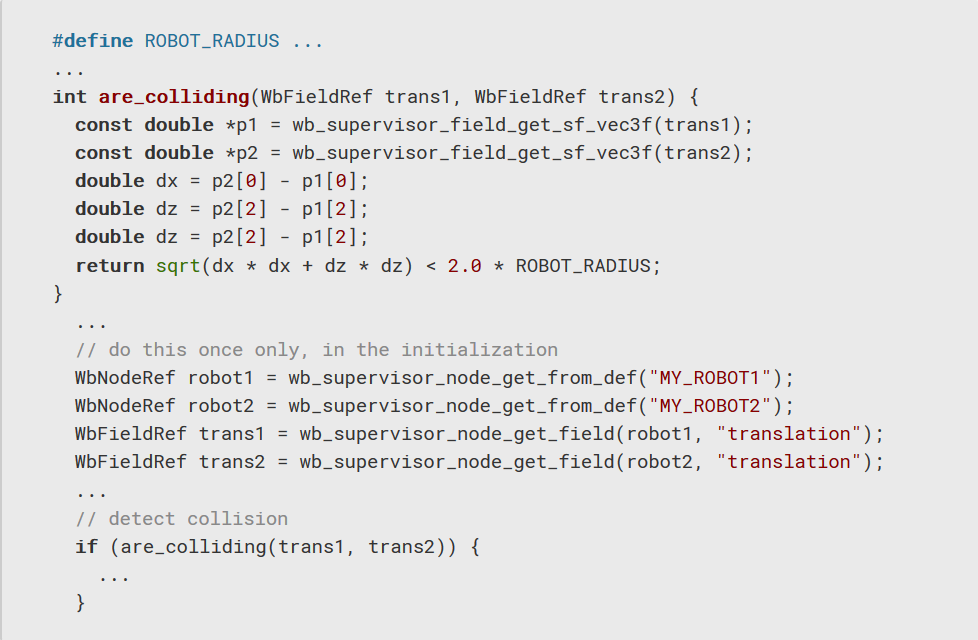 #define ROBOT_RADIUS ...
...
int are_colliding(WbFieldRef trans1, WbFieldRef trans2) {
  const double *p1 = wb_supervisor_field_get_sf_vec3f(trans1);
  const double *p2 = wb_supervisor_field_get_sf_vec3f(trans2);
  double dx = p2[0] - p1[0];
  double dz = p2[2] - p1[2];
  double dz = p2[2] - p1[2];
  return sqrt(dx * dx + dz * dz) < 2.0 * ROBOT_RADIUS;
}
  ...
  // do this once only, in the initialization
  WbNodeRef robot1 = wb_supervisor_node_get_from_def("MY_ROBOT1");
  WbNodeRef robot2 = wb_supervisor_node_get_from_def("MY_ROBOT2");
  WbFieldRef trans1 = wb_supervisor_node_get_field(robot1, "translation");
  WbFieldRef trans2 = wb_supervisor_node_get_field(robot2, "translation");
  ...
  // detect collision
  if (are_colliding(trans1, trans2)) {
    ...
  }